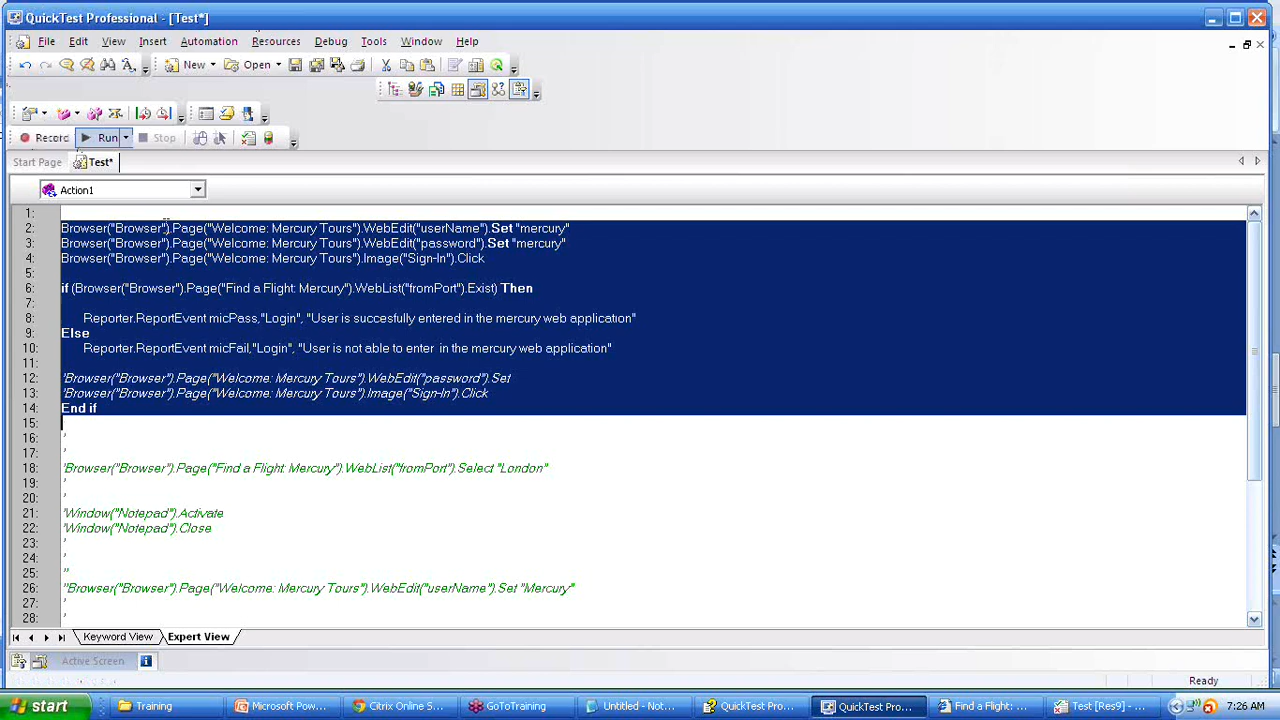 QuickTest Professional - [Test*]
File Edit View Insert Automation Resources Debug Tools Window Help
New Open
Record Run Stop
Start Page Test*
Action1
1:
2: Browser("Browser").Page("Welcome: Mercury Tours").WebEdit("userName").Set "mercury"
3: Browser("Browser").Page("Welcome: Mercury Tours").WebEdit("password").Set "mercury"
4: Browser("Browser").Page("Welcome: Mercury Tours").Image("Sign-In").Click
5:
6: if (Browser("Browser").Page("Find a Flight: Mercury").WebList("fromPort").Exist) Then
7:
8: Reporter.ReportEvent micPass,"Login", "User is succesfully entered in the mercury web application"
9: Else
10: Reporter.ReportEvent micFail,"Login", "User is not able to enter in the mercury web application"
11:
12: 'Browser("Browser").Page("Welcome: Mercury Tours").WebEdit("password").Set
13: 'Browser("Browser").Page("Welcome: Mercury Tours").Image("Sign-In").Click
14: End if
15:
16: '
17: '
18: 'Browser("Browser").Page("Find a Flight: Mercury").WebList("fromPort").Select "London"
19: '
20: '
21: 'Window("Notepad").Activate
22: 'Window("Notepad").Close
23: '
24: '
25: ''
26: ''Browser("Browser").Page("Welcome: Mercury Tours").WebEdit("userName").Set "Mercury"
27: '
28: '
Keyword View Expert View
Active Screen
Ready
start Training Microsoft Pow... Citrix Online S... GoToTraining Untitled - Not... QuickTest Pro... QuickTest Pro... Find a Flight: ... Test [Res9] - ... 7:26 AM